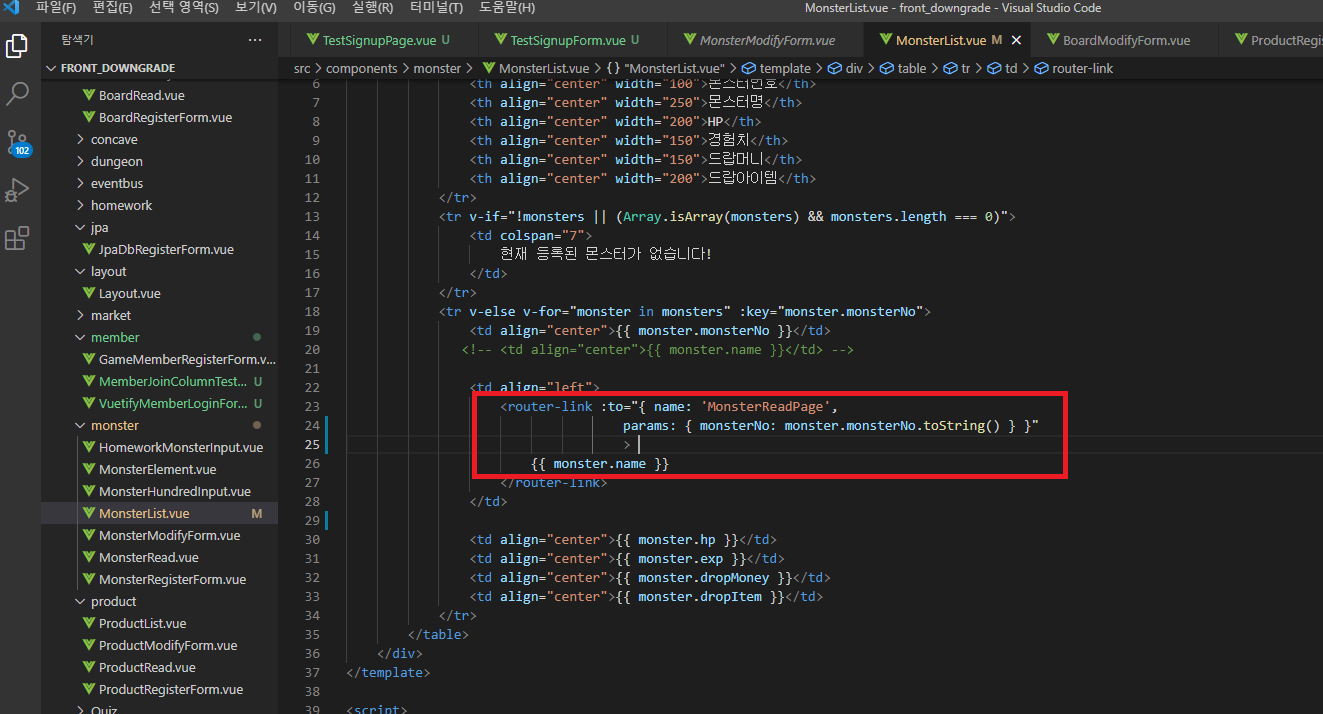 파일(F) 편집(E) 선택 영역(S) 보기(V) 이동(G) 실행(R) 터미널(T) 도움말(H) MonsterList.vue - front_downgrade - Visual Studio Code
탐색기 ...
TestSignupPage.vue U TestSignupForm.vue U MonsterModifyForm.vue MonsterList.vue M BoardModifyForm.vue ProductRegis
FRONT_DOWNGRADE
src > components > monster > MonsterList.vue > {} "MonsterList.vue" > template > div > table > tr > td > router-link
BoardRead.vue
BoardRegisterForm.vue
> concave
> dungeon
> eventbus
> homework
jpa
JpaDbRegisterForm.vue
layout
Layout.vue
> market
member
GameMemberRegisterForm.v...
MemberJoinColumnTest... U
VuetifyMemberLoginFor... U
monster
HomeworkMonsterInput.vue
MonsterElement.vue
MonsterHundredInput.vue
MonsterList.vue M
MonsterModifyForm.vue
MonsterRead.vue
MonsterRegisterForm.vue
product
ProductList.vue
ProductModifyForm.vue
ProductRead.vue
ProductRegisterForm.vue
> Quiz
102
6 <th align="center" width="100">몬스터번호</th>
7 <th align="center" width="250">몬스터명</th>
8 <th align="center" width="200">HP</th>
9 <th align="center" width="150">경험치</th>
10 <th align="center" width="150">드랍머니</th>
11 <th align="center" width="200">드랍아이템</th>
12 </tr>
13 <tr v-if="!monsters || (Array.isArray(monsters) && monsters.length === 0)">
14 <td colspan="7">
15 현재 등록된 몬스터가 없습니다!
16 </td>
17 </tr>
18 <tr v-else v-for="monster in monsters" :key="monster.monsterNo">
19 <td align="center">{{ monster.monsterNo }}</td>
20 <!-- <td align="center">{{ monster.name }}</td> -->
21
22 <td align="left">
23 <router-link :to="{ name: 'MonsterReadPage',
24 params: { monsterNo: monster.monsterNo.toString() } }"
25 >
26 {{ monster.name }}
27 </router-link>
28 </td>
29
30 <td align="center">{{ monster.hp }}</td>
31 <td align="center">{{ monster.exp }}</td>
32 <td align="center">{{ monster.dropMoney }}</td>
33 <td align="center">{{ monster.dropItem }}</td>
34 </tr>
35 </table>
36 </div>
37 </template>
38
39 <script>